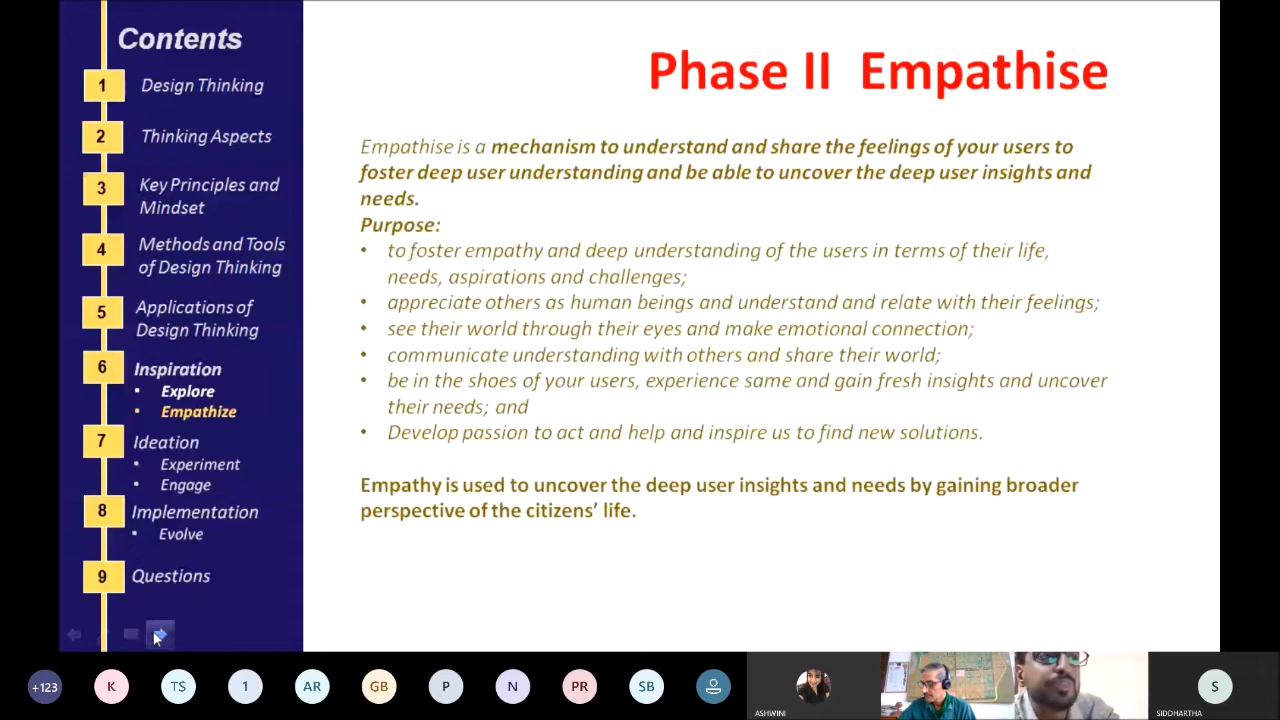 Contents
1
Design Thinking
2
Thinking Aspects
3
Key Principles and
Mindset
4
Methods and Tools
of Design Thinking
5
Applications of
Design Thinking
6
Inspiration
• Explore
• Empathize
7
Ideation
• Experiment
• Engage
8
Implementation
• Evolve
9
Questions
Phase II Empathise
Empathise is a mechanism to understand and share the feelings of your users to
foster deep user understanding and be able to uncover the deep user insights and
needs.
Purpose:
• to foster empathy and deep understanding of the users in terms of their life,
needs, aspirations and challenges;
• appreciate others as human beings and understand and relate with their feelings;
• see their world through their eyes and make emotional connection;
• communicate understanding with others and share their world;
• be in the shoes of your users, experience same and gain fresh insights and uncover
their needs; and
• Develop passion to act and help and inspire us to find new solutions.
Empathy is used to uncover the deep user insights and needs by gaining broader
perspective of the citizens’ life.
+123
K
TS
1
AR
GB
P
N
PR
SB
ASHWINI
S
SIDDHARTHA